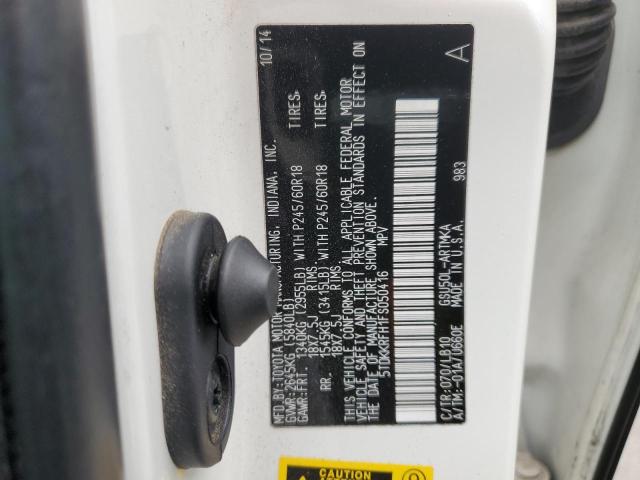 MFD.BY: TOYOTA MOTOR MANUFACTURING, INDIANA, INC. 10/14
GVWR: 2645KG (5840LB)
GAWR:FRT. 1340KG (2955LB) WITH P245/60R18 TIRES,
18X7.5J RIMS
RR. 1545KG (3415LB) WITH P245/60R18 TIRES,
18X7.5J RIMS
THIS VEHICLE CONFORMS TO ALL APPLICABLE FEDERAL MOTOR
VEHICLE SAFETY AND THEFT PREVENTION STANDARDS IN EFFECT ON
THE DATE OF MANUFACTURE SHOWN ABOVE.
5TDKKRFH1FS050416 MPV
983
C/TR:070/LB10 GSU50L-ARTMKA
A/TM:-01A/U660E MADE IN U.S.A.
A
CAUTION